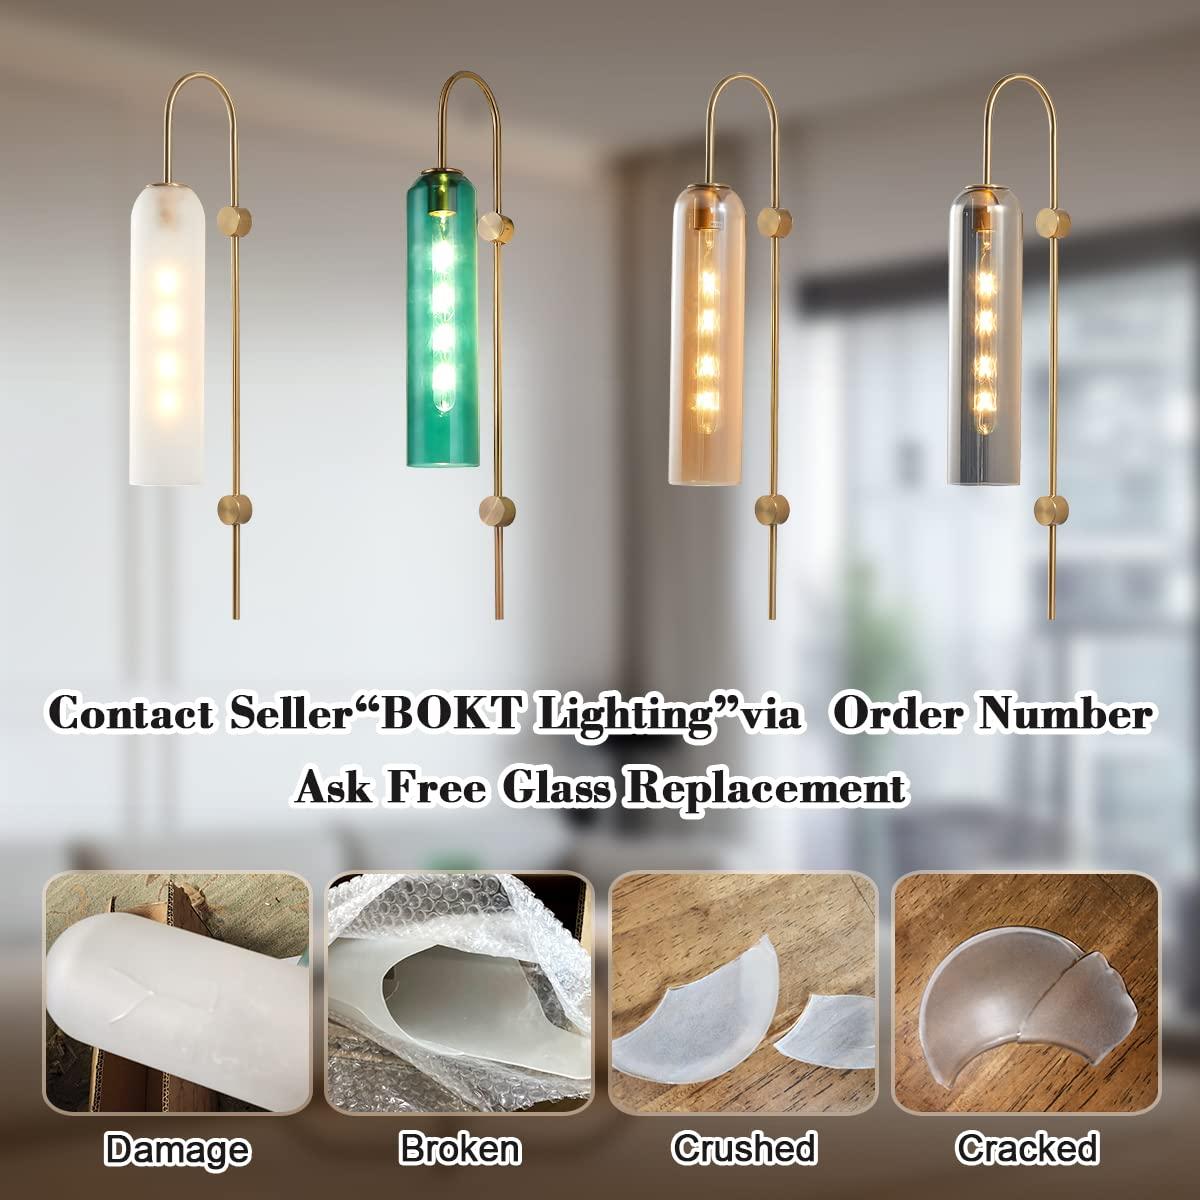 Contact Seller“BOKT Lighting”via Order Number
Ask Free Glass Replacement
Damage
Broken
Crushed
Cracked